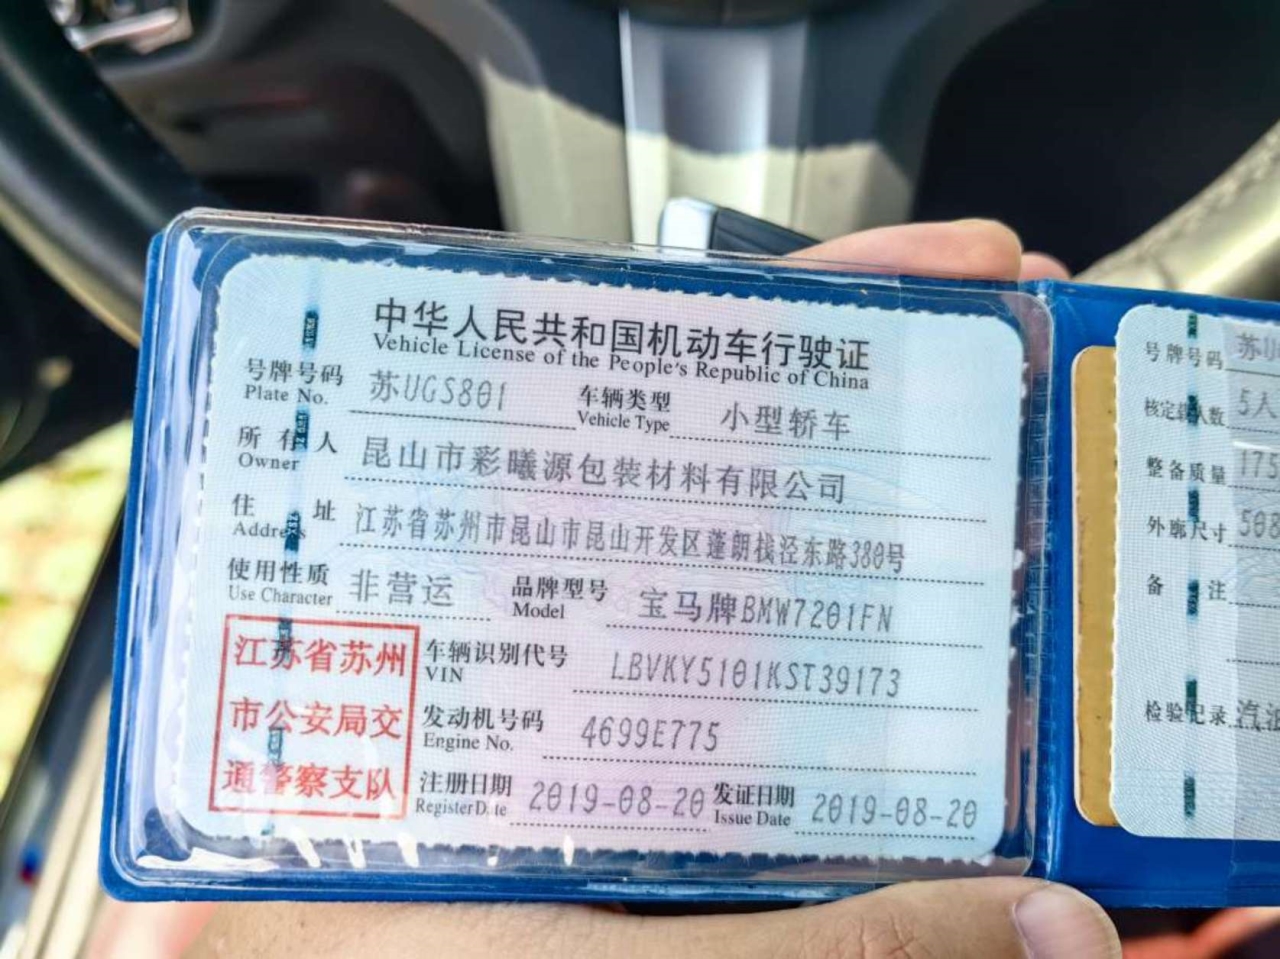 中华人民共和国机动车行驶证
Vehicle License of the People's Republic of China
号牌号码 苏UGS801 车辆类型 小型轿车
Plate No. Vehicle Type
所有人 昆山市彩曦源包装材料有限公司
Owner
住址 江苏省苏州市昆山市昆山开发区蓬朗栈泾东路380号
Address
使用性质 非营运 品牌型号 宝马牌BMW7201FN
Use Character Model
江苏省苏州
市公安局交
通警察支队
车辆识别代号 LBVKY5101KST39173
VIN
发动机号码 4699E775
Engine No.
注册日期 2019-08-20 发证日期 2019-08-20
Register Date Issue Date
号牌号码 苏U
核定载人数 5人
整备质量 175
外廓尺寸 508
备注
检验记录 汽油